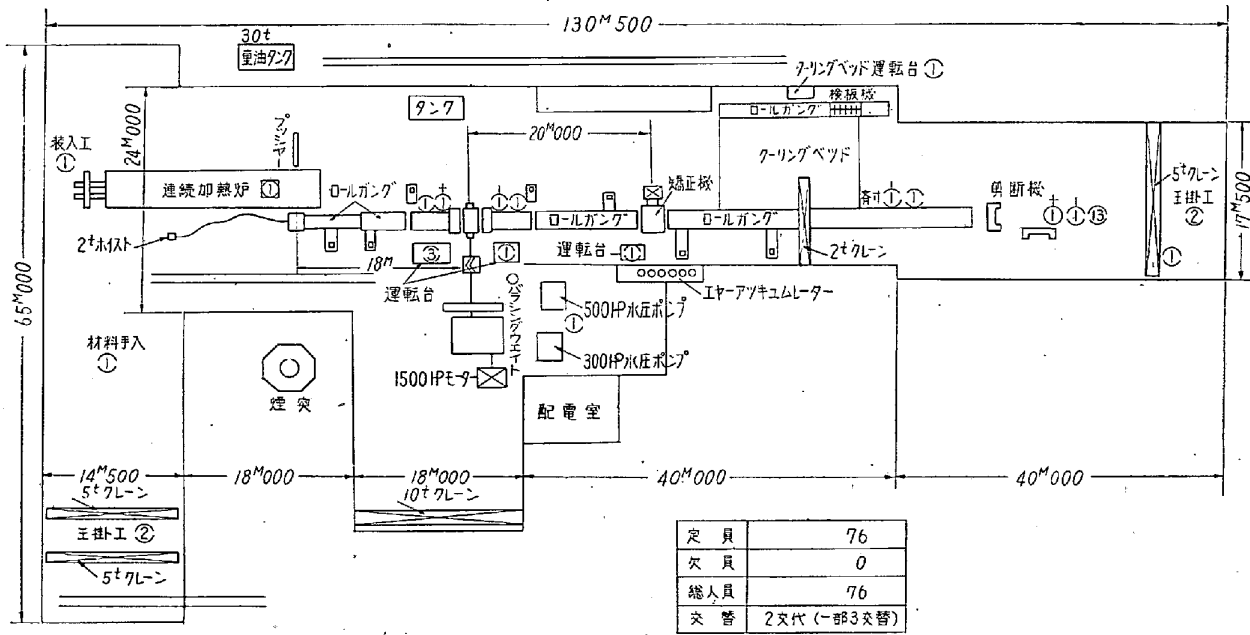 130ᴹ500
30t
重油タンク
クーリングベッド運転台①
検板機
ロールガング
タンク
プッシャー
24ᴹ000
20ᴹ000
装入工
①
連続加熱炉 ①
ロールガング
① ①
① ①
矯正機
クーリングベッド
ロールガング
ロールガング
① ①
剪断機
① ① ⑬
5ᵗクレーン
玉掛工
②
①
17ᴹ500
2ᵗホイスト
18ᴹ
③
①
運転台
運転台
①
2ᵗクレーン
エヤーアツキュムレーター
65ᴹ000
材料手入
①
煙突
バランシングウェイト
500HP水圧ポンプ
①
300HP水圧ポンプ
1500HPモーター
配電室
14ᴹ500
18ᴹ000
18ᴹ000
40ᴹ000
40ᴹ000
5ᵗクレーン
玉掛工 ②
5ᵗクレーン
10ᵗクレーン
定員 76
欠員 0
総人員 76
交替 2交代(一部3交替)